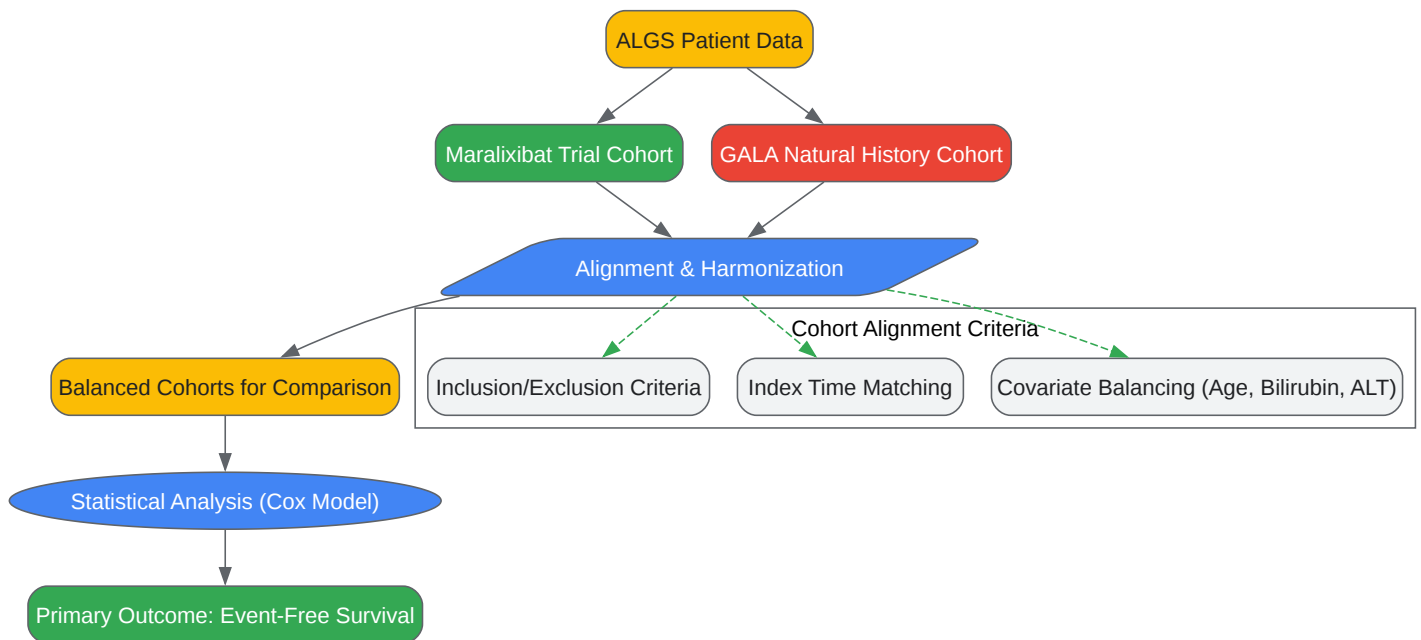 ALGS Patient Data
Maralixibat Trial Cohort
GALA Natural History Cohort
Alignment & Harmonization
Cohort Alignment Criteria
Balanced Cohorts for Comparison
Inclusion/Exclusion Criteria
Index Time Matching
Covariate Balancing (Age, Bilirubin, ALT)
Statistical Analysis (Cox Model)
Primary Outcome: Event-Free Survival